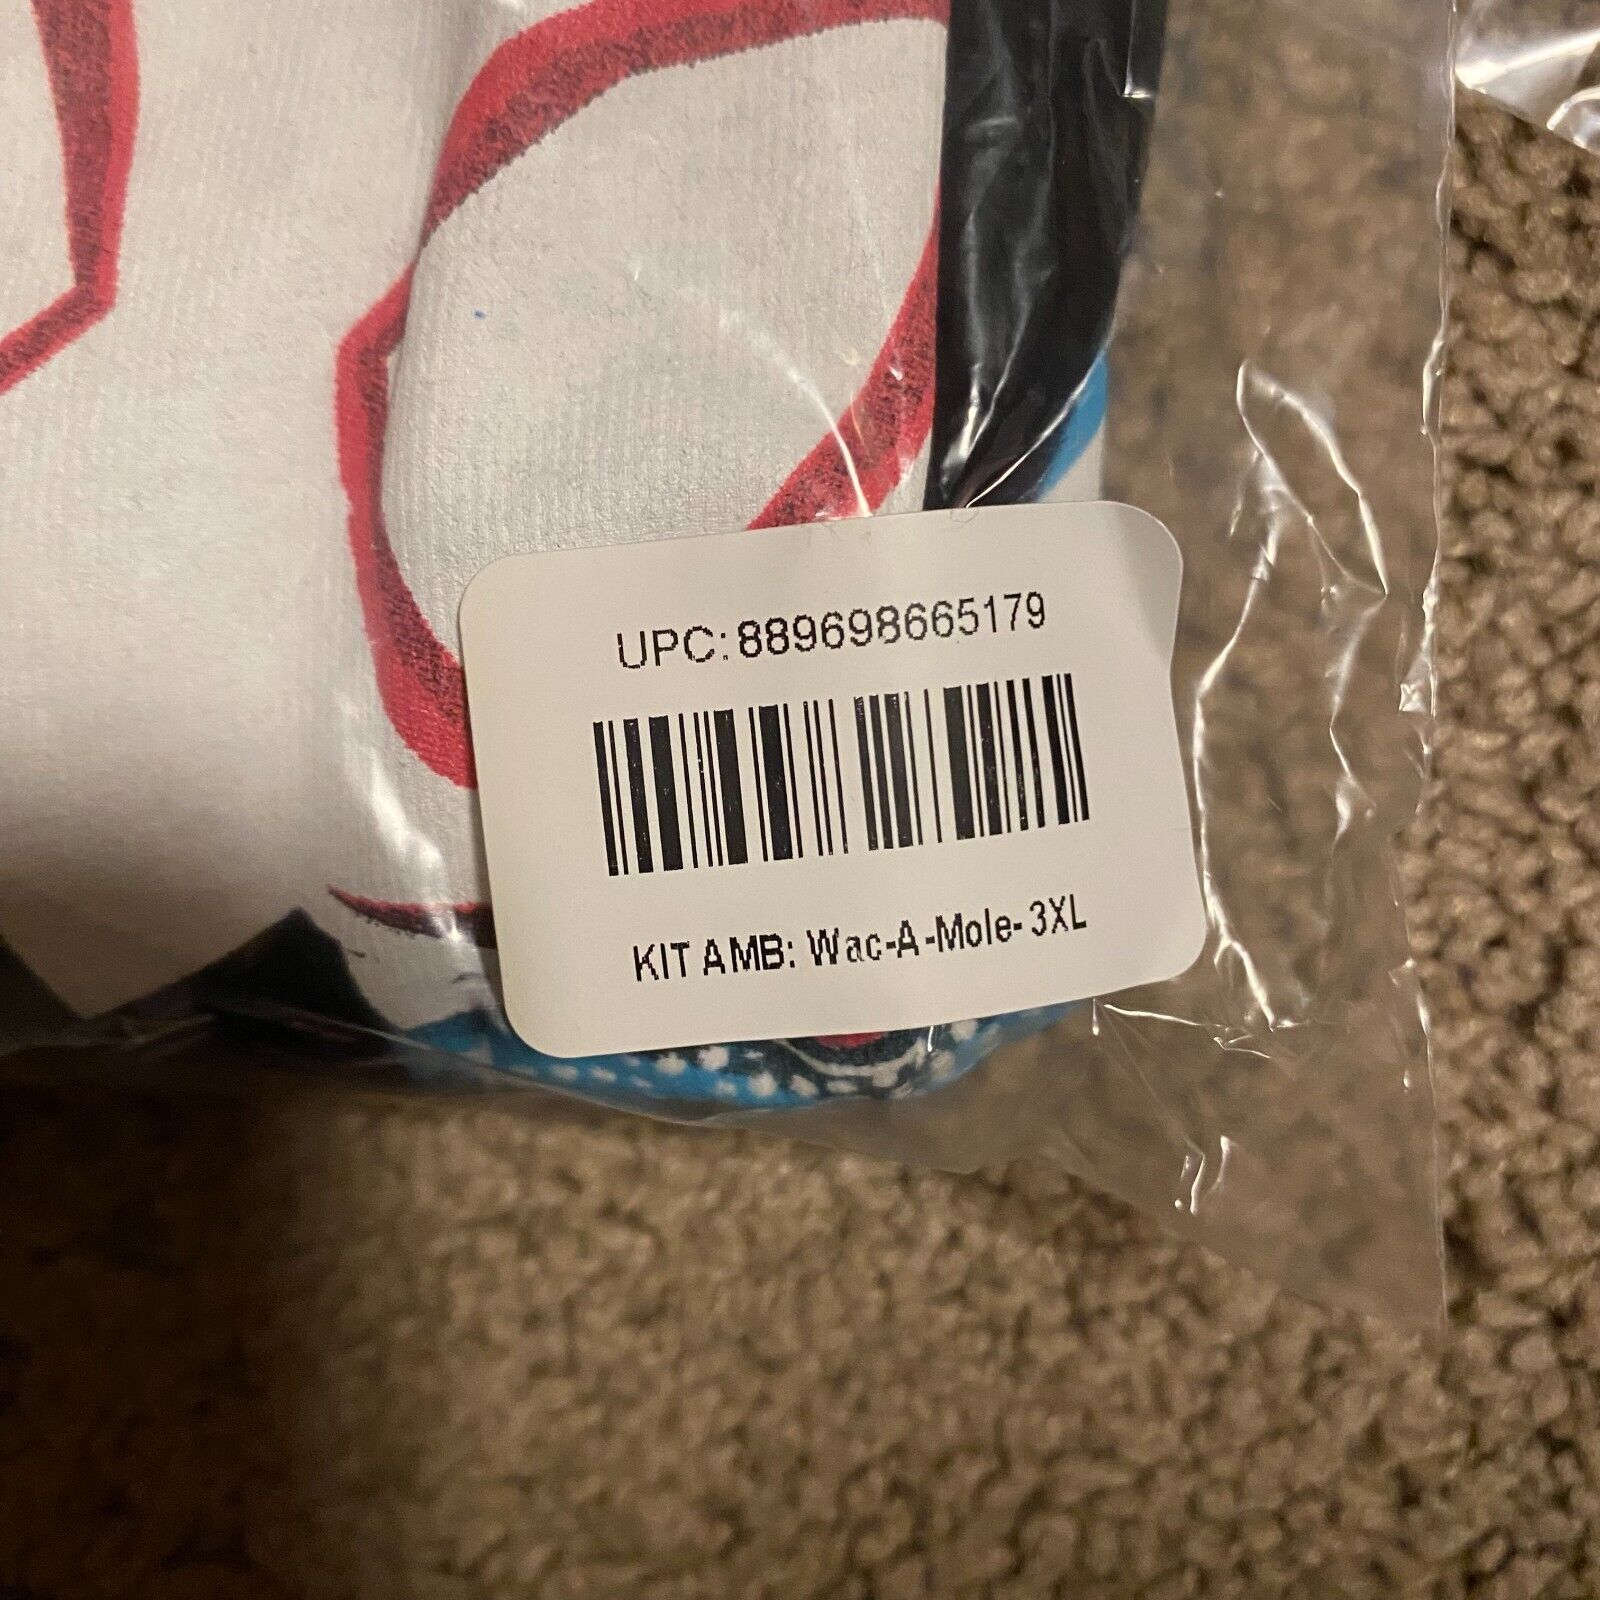 UPC: 889698665179
KIT AMB: Wac-A-Mole- 3XL